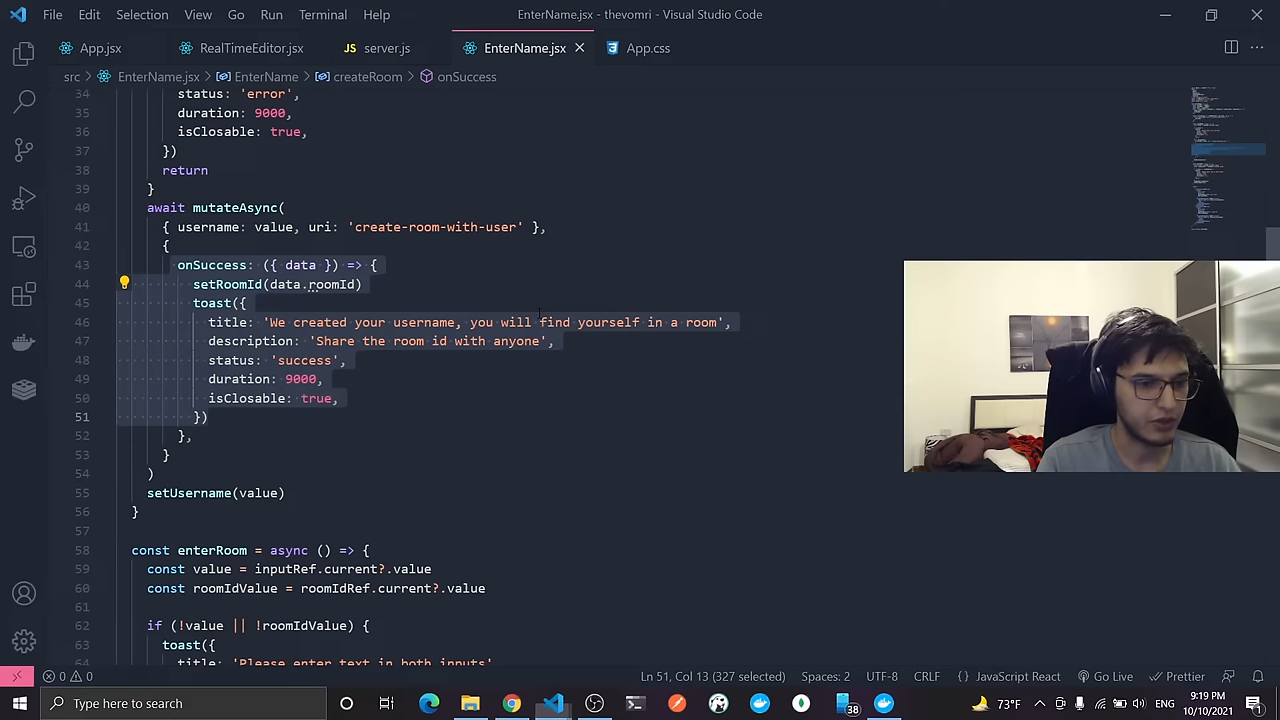 File Edit Selection View Go Run Terminal Help EnterName.jsx - thevomri - Visual Studio Code
App.jsx RealTimeEditor.jsx JS server.js EnterName.jsx App.css
src > EnterName.jsx > EnterName > createRoom > onSuccess
34 status: 'error',
35 duration: 9000,
36 isClosable: true,
37 })
38 return
39 }
40 await mutateAsync(
41 { username: value, uri: 'create-room-with-user' },
42 {
43 onSuccess: ({ data }) => {
44 setRoomId(data.roomId)
45 toast({
46 title: 'We created your username, you will find yourself in a room',
47 description: 'Share the room id with anyone',
48 status: 'success',
49 duration: 9000,
50 isClosable: true,
51 })
52 },
53 }
54 )
55 setUsername(value)
56 }
57
58 const enterRoom = async () => {
59 const value = inputRef.current?.value
60 const roomIdValue = roomIdRef.current?.value
61
62 if (!value || !roomIdValue) {
63 toast({
64 title: 'Please enter text in both inputs'
0 0 Ln 51, Col 13 (327 selected) Spaces: 2 UTF-8 CRLF {} JavaScript React Go Live Prettier
Type here to search 38 73°F ENG 9:19 PM
10/10/2021